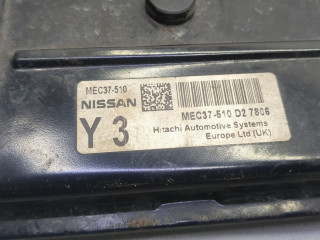 MEC37-510
NISSAN
Y 3
MEC37-510 D2 7806
Hitachi Automotive Systems
Europe Ltd (UK)